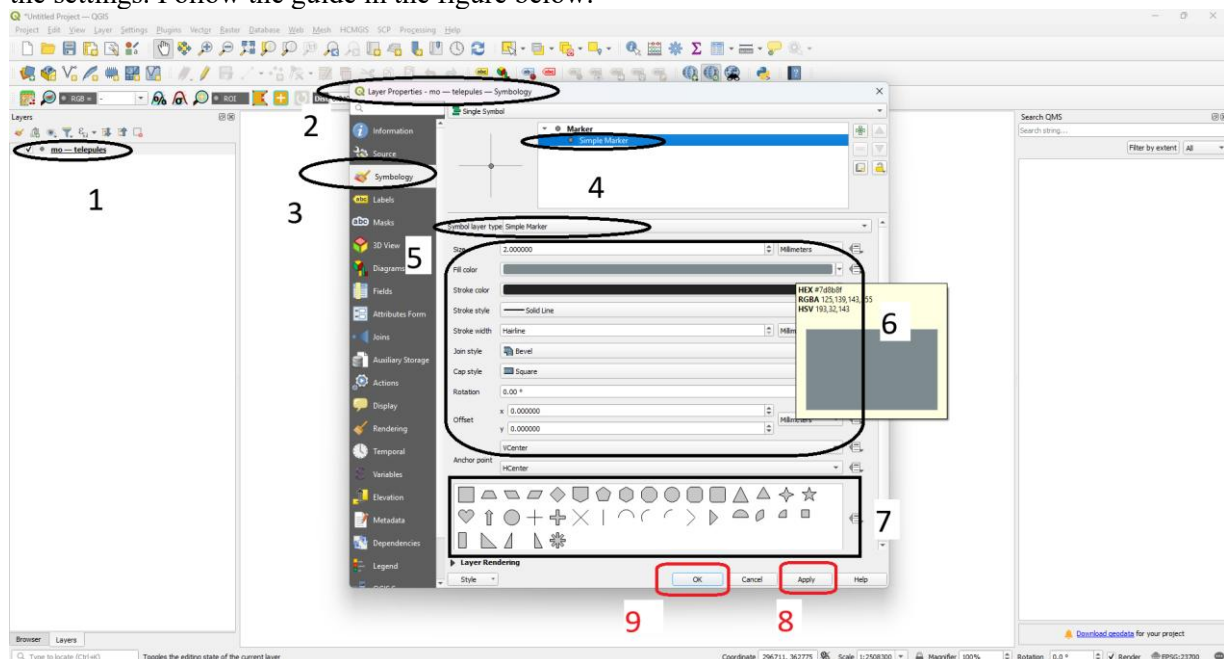 the settings. Follow the guide in the figure below.
*Untitled Project — QGIS
Project Edit View Layer Settings Plugins Vector Raster Database Web Mesh HCMGIS SCP Processing Help
RGB =
ROI
Layers
mo — telepules
1
2
3
4
5
6
7
8
9
Layer Properties - mo — telepules — Symbology
Single Symbol
Information
Source
Symbology
Labels
Masks
3D View
Diagrams
Fields
Attributes Form
Joins
Auxiliary Storage
Actions
Display
Rendering
Temporal
Variables
Elevation
Metadata
Dependencies
Legend
Marker
Simple Marker
Symbol layer type Simple Marker
Size 2.000000 Millimeters
Fill color
Stroke color
Stroke style Solid Line
Stroke width Hairline
Join style Bevel
Cap style Square
Rotation 0.00 °
Offset x 0.000000
y 0.000000
Millimeters
Anchor point VCenter
HCenter
HEX #7d8b8f
RGBA 125,139,143,255
HSV 193,32,143
Layer Rendering
Style OK Cancel Apply Help
Search QMS
Search string...
Filter by extent All
Download geodata for your project
Browser Layers
Type to locate (Ctrl+K) Toggles the editing state of the current layer Coordinate 296711, 362775 Scale 1:2508300 Magnifier 100% Rotation 0.0 ° Render EPSG:23700